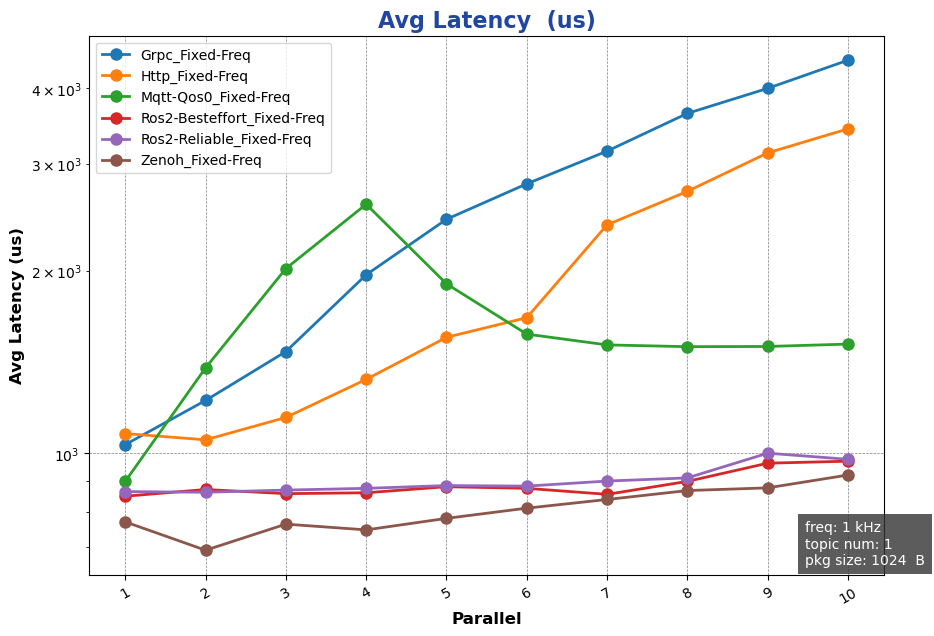 Avg Latency  (us)
Grpc_Fixed-Freq
Http_Fixed-Freq
Mqtt-Qos0_Fixed-Freq
Ros2-Besteffort_Fixed-Freq
Ros2-Reliable_Fixed-Freq
Zenoh_Fixed-Freq
Avg Latency (us)
4 × 10³
3 × 10³
2 × 10³
10³
freq: 1 kHz
topic num: 1
pkg size: 1024  B
1 2 3 4 5 6 7 8 9 10
Parallel